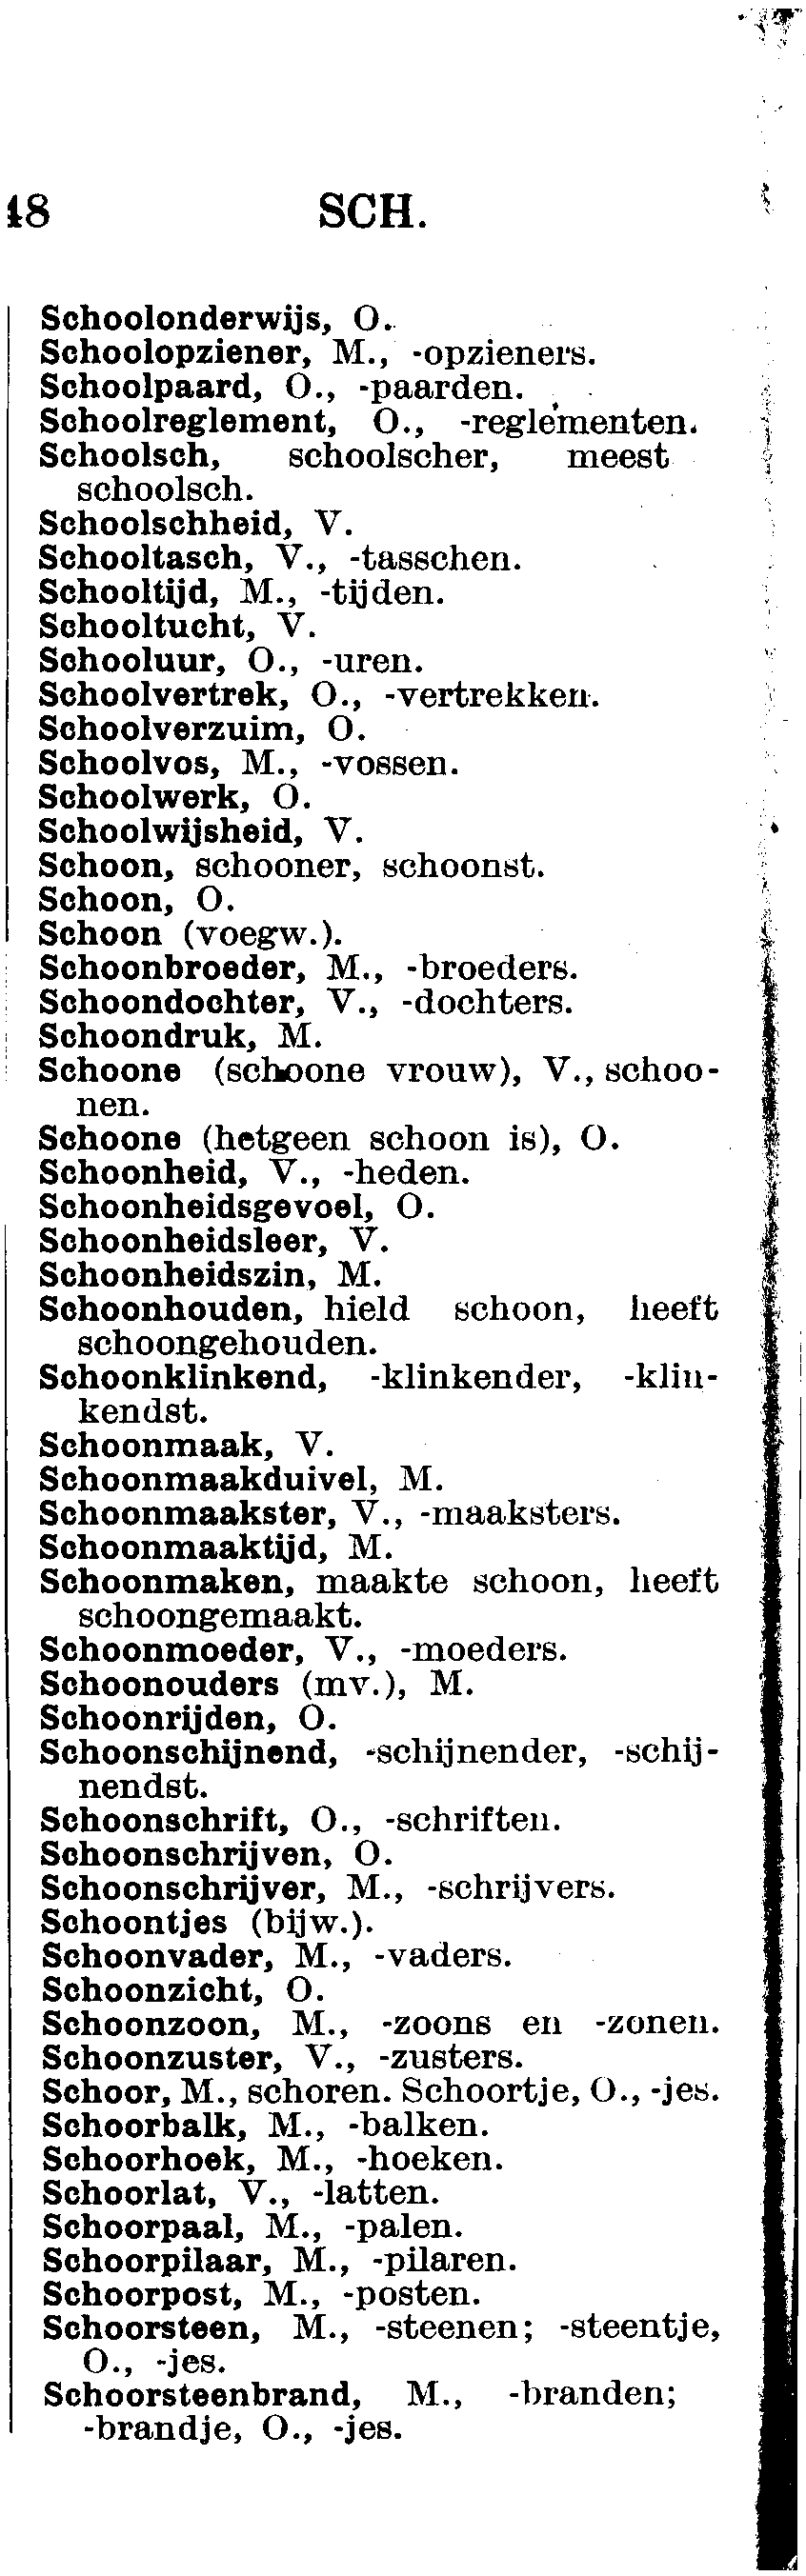 48 SCH.
Schoolonderwijs, O.
Schoolopziener, M., -opzieners.
Schoolpaard, O., -paarden.
Schoolreglement, O., -reglementen.
Schoolsch, schoolscher, meest
schoolsch.
Schoolschheid, V.
Schooltasch, V., -tasschen.
Schooltijd, M., -tijden.
Schooltucht, V.
Schooluur, O., -uren.
Schoolvertrek, O., -vertrekken.
Schoolverzuim, O.
Schoolvos, M., -vossen.
Schoolwerk, O.
Schoolwijsheid, V.
Schoon, schooner, schoonst.
Schoon, O.
Schoon (voegw.).
Schoonbroeder, M., -broeders.
Schoondochter, V., -dochters.
Schoondruk, M.
Schoone (schoone vrouw), V., schoo-
nen.
Schoone (hetgeen schoon is), O.
Schoonheid, V., -heden.
Schoonheidsgevoel, O.
Schoonheidsleer, V.
Schoonheidszin, M.
Schoonhouden, hield schoon, heeft
schoongehouden.
Schoonklinkend, -klinkender, -klin-
kendst.
Schoonmaak, V.
Schoonmaakduivel, M.
Schoonmaakster, V., -maaksters.
Schoonmaaktijd, M.
Schoonmaken, maakte schoon, heeft
schoongemaakt.
Schoonmoeder, V., -moeders.
Schoonouders (mv.), M.
Schoonrijden, O.
Schoonschijnend, -schijnender, -schij-
nendst.
Schoonschrift, O., -schriften.
Schoonschrijven, O.
Schoonschrijver, M., -schrijvers.
Schoontjes (bijw.).
Schoonvader, M., -vaders.
Schoonzicht, O.
Schoonzoon, M., -zoons en -zonen.
Schoonzuster, V., -zusters.
Schoor, M., schoren. Schoortje, O., -jes.
Schoorbalk, M., -balken.
Schoorhoek, M., -hoeken.
Schoorlat, V., -latten.
Schoorpaal, M., -palen.
Schoorpilaar, M., -pilaren.
Schoorpost, M., -posten.
Schoorsteen, M., -steenen; -steentje,
O., -jes.
Schoorsteenbrand, M., -branden;
-brandje, O., -jes.